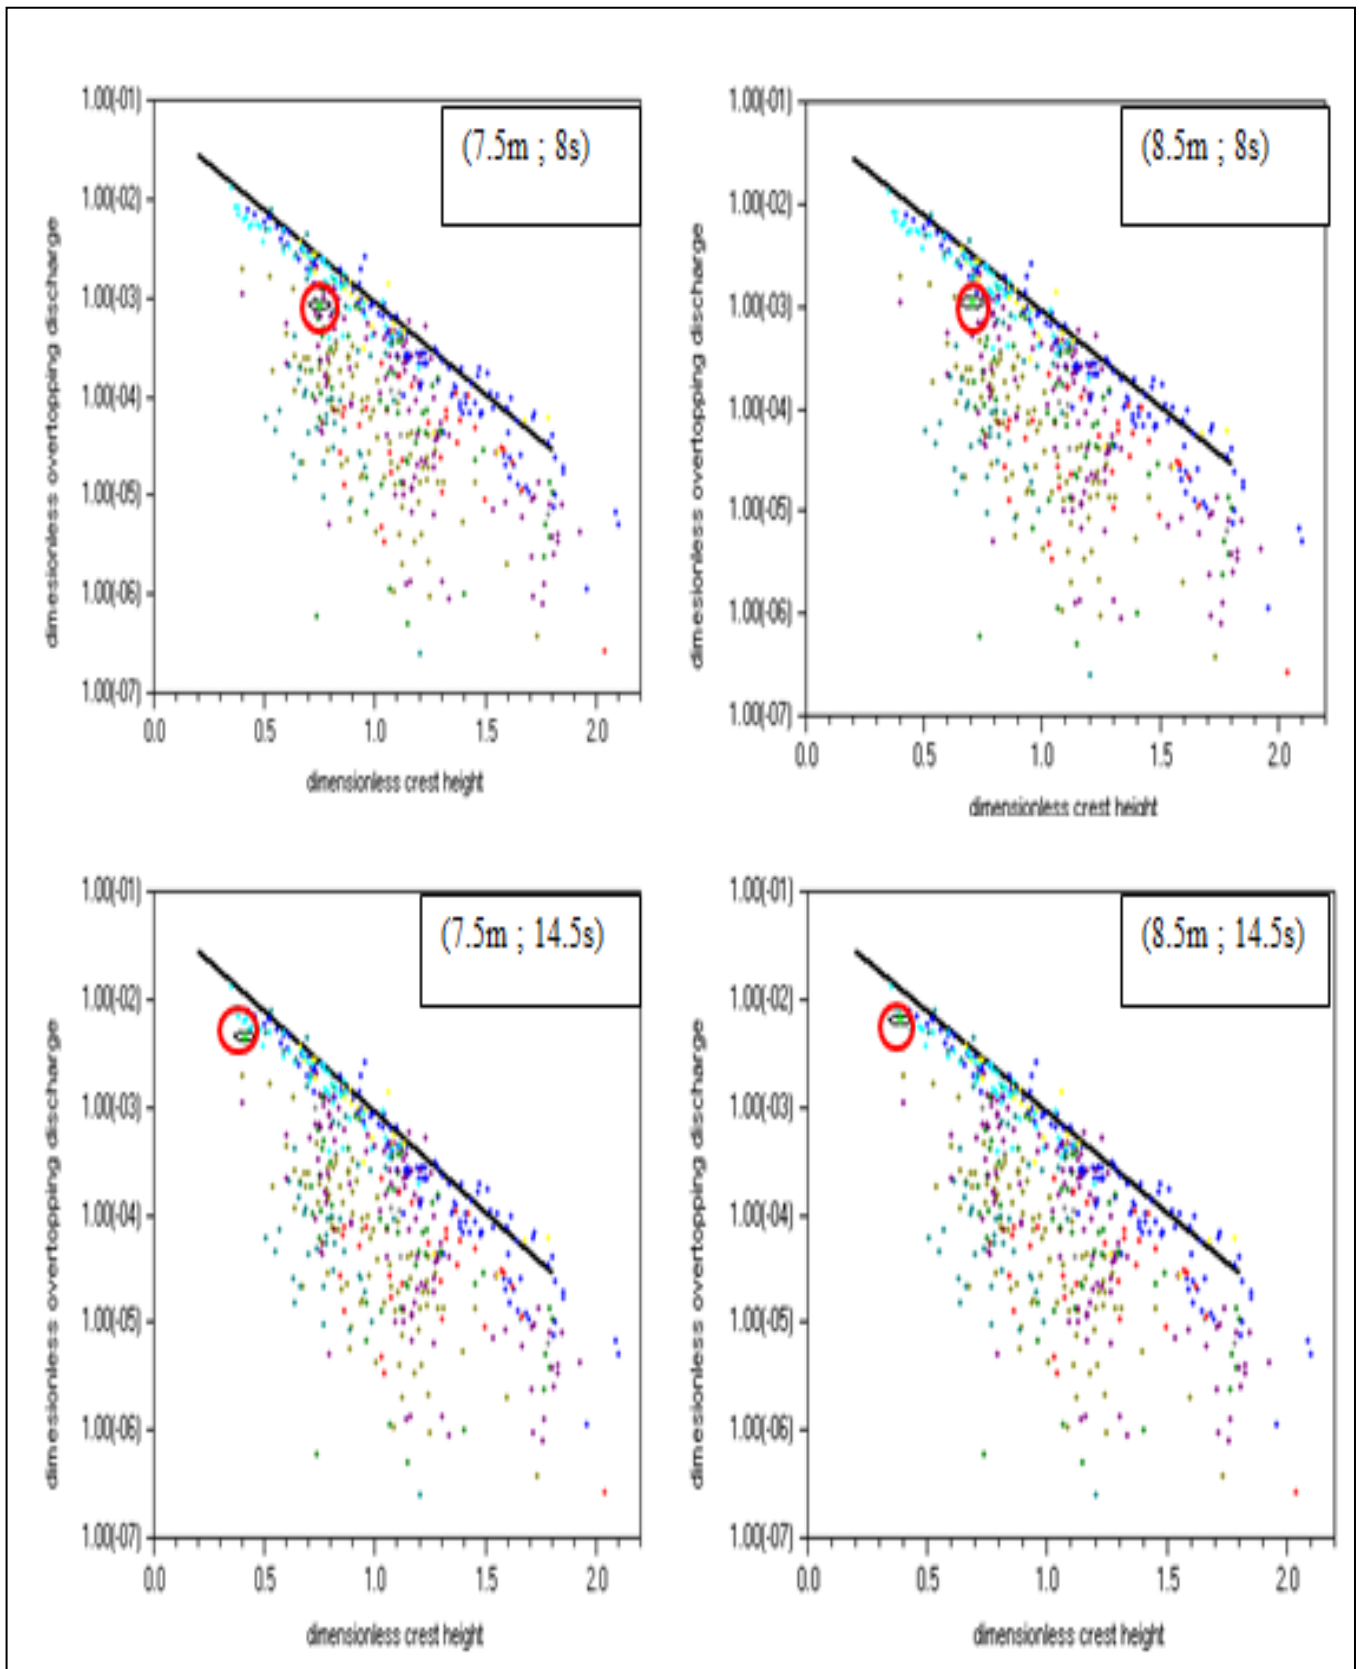 (7.5m ; 8s)
1.00(-01)
1.00(-02)
1.00(-03)
1.00(-04)
1.00(-05)
1.00(-06)
1.00(-07)
dimesionless overtopping discharge
0.0 0.5 1.0 1.5 2.0
dimensionless crest height
(8.5m ; 8s)
1.00(-01)
1.00(-02)
1.00(-03)
1.00(-04)
1.00(-05)
1.00(-06)
1.00(-07)
dimesionless overtopping discharge
0.0 0.5 1.0 1.5 2.0
dimensionless crest height
(7.5m ; 14.5s)
1.00(-01)
1.00(-02)
1.00(-03)
1.00(-04)
1.00(-05)
1.00(-06)
1.00(-07)
dimesionless overtopping discharge
0.0 0.5 1.0 1.5 2.0
dimensionless crest height
(8.5m ; 14.5s)
1.00(-01)
1.00(-02)
1.00(-03)
1.00(-04)
1.00(-05)
1.00(-06)
1.00(-07)
dimesionless overtopping discharge
0.0 0.5 1.0 1.5 2.0
dimensionless crest height